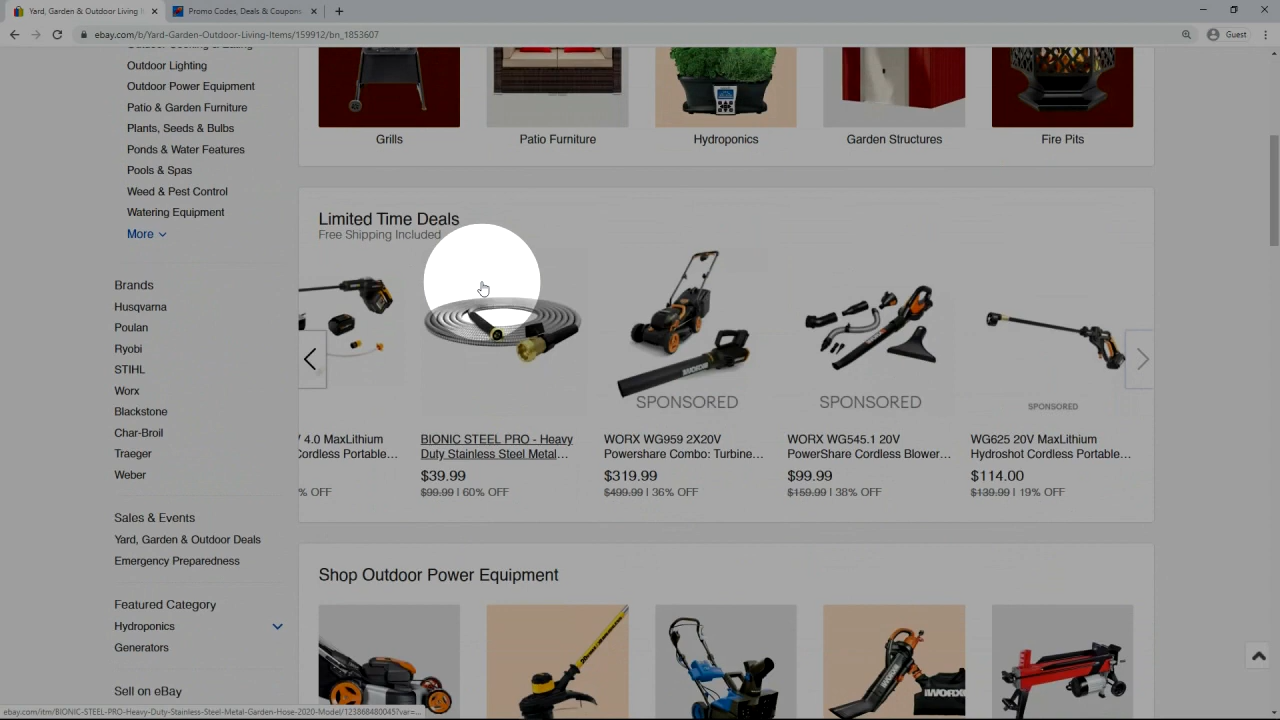 Yard, Garden & Outdoor Living
Promo Codes, Deals & Coupons
ebay.com/b/Yard-Garden-Outdoor-Living-Items/159912/bn_1853607
Guest
Outdoor Cooking & Eating
Outdoor Lighting
Outdoor Power Equipment
Patio & Garden Furniture
Plants, Seeds & Bulbs
Ponds & Water Features
Pools & Spas
Weed & Pest Control
Watering Equipment
More
Brands
Husqvarna
Poulan
Ryobi
STIHL
Worx
Blackstone
Char-Broil
Traeger
Weber
Sales & Events
Yard, Garden & Outdoor Deals
Emergency Preparedness
Featured Category
Hydroponics
Generators
Sell on eBay
Grills
Patio Furniture
Hydroponics
Garden Structures
Fire Pits
Limited Time Deals
Free Shipping Included
SPONSORED
SPONSORED
SPONSORED
V 4.0 MaxLithium
Cordless Portable...
% OFF
BIONIC STEEL PRO - Heavy
Duty Stainless Steel Metal...
$39.99
$99.99 | 60% OFF
WORX WG959 2X20V
Powershare Combo: Turbine...
$319.99
$499.99 | 36% OFF
WORX WG545.1 20V
PowerShare Cordless Blower...
$99.99
$159.99 | 38% OFF
WG625 20V MaxLithium
Hydroshot Cordless Portable...
$114.00
$139.99 | 19% OFF
Shop Outdoor Power Equipment
WORX
ebay.com/itm/BIONIC-STEEL-PRO-Heavy-Duty-Stainless-Steel-Metal-Garden-Hose-2020-Model/123868480045?var=...